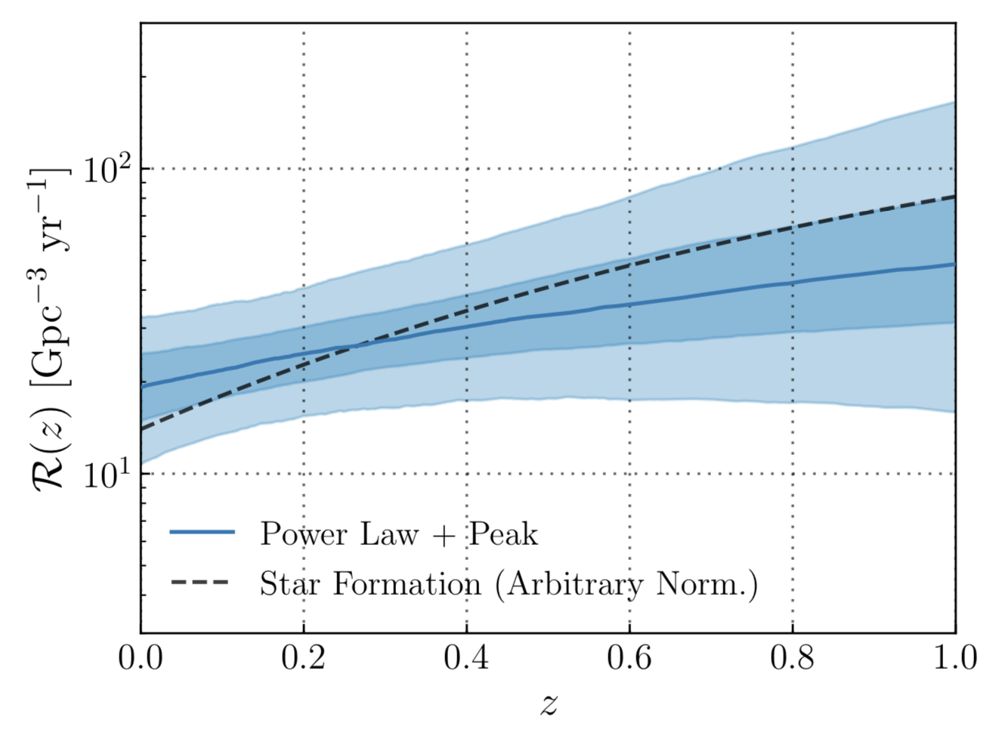 $\mathcal{R}(z)$ [Gpc$^{-3}$ yr$^{-1}$]
10$^2$
10$^1$
Power Law + Peak
Star Formation (Arbitrary Norm.)
0.0 0.2 0.4 0.6 0.8 1.0
z